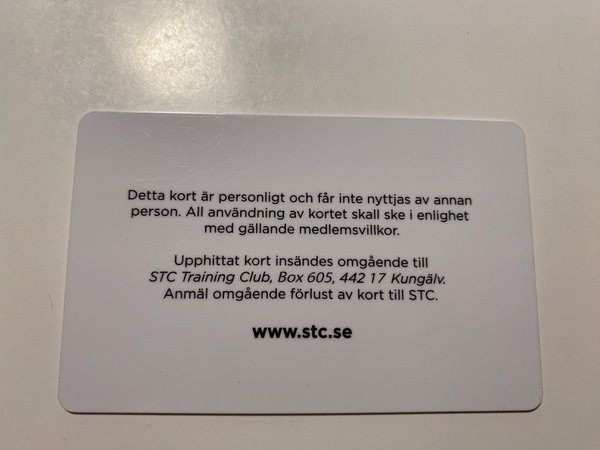 Detta kort är personligt och får inte nyttjas av annan
person. All användning av kortet skall ske i enlighet
med gällande medlemsvillkor.
Upphittat kort insändes omgående till
STC Training Club, Box 605, 442 17 Kungälv.
Anmäl omgående förlust av kort till STC.
www.stc.se